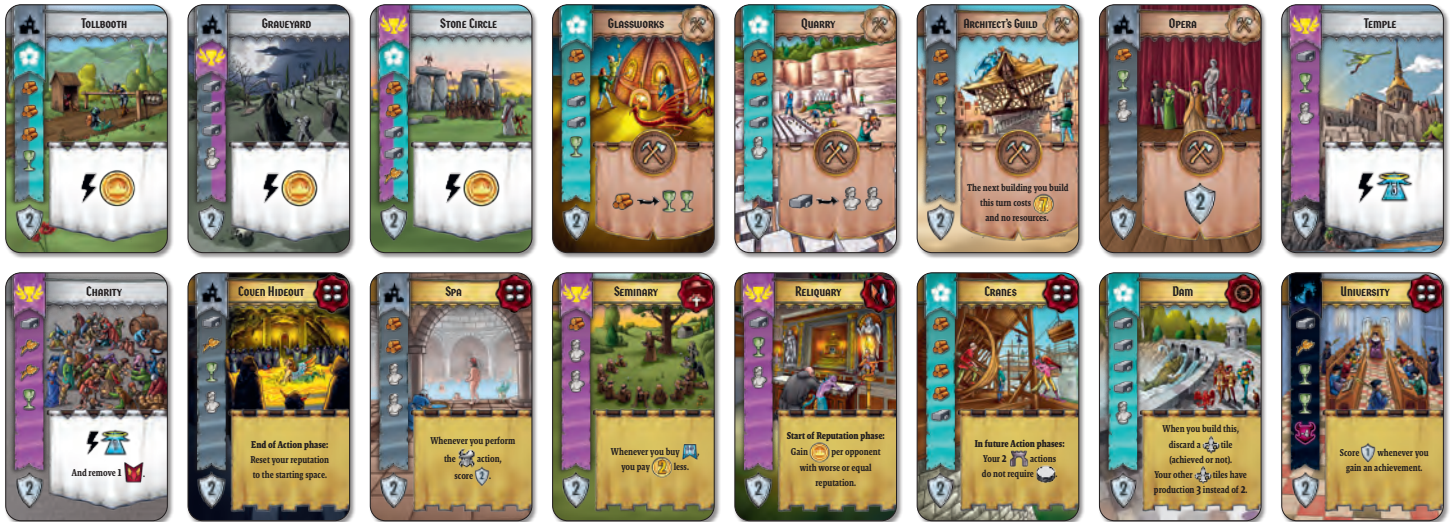 TOLLBOOTH
2
GRAVEYARD
2
STONE CIRCLE
2
GLASSWORKS
2
QUARRY
2
ARCHITECT'S GUILD
The next building you build
this turn costs 7
and no resources.
2
OPERA
2
2
TEMPLE
2
CHARITY
And remove 1 .
2
COVEN HIDEOUT
End of Action phase:
Reset your reputation
to the starting space.
2
SPA
Whenever you perform
the action,
score 2
2
SEMINARY
Whenever you buy ,
you pay 2 less.
2
RELIQUARY
Start of Reputation phase:
Gain per opponent
with worse or equal
reputation.
2
CRANES
In future Action phases:
Your 2 actions
do not require .
2
DAM
When you build this,
discard a tile
(achieved or not).
Your other tiles have
production 3 instead of 2.
2
UNIVERSITY
Score 1 whenever you
gain an achievement.
2